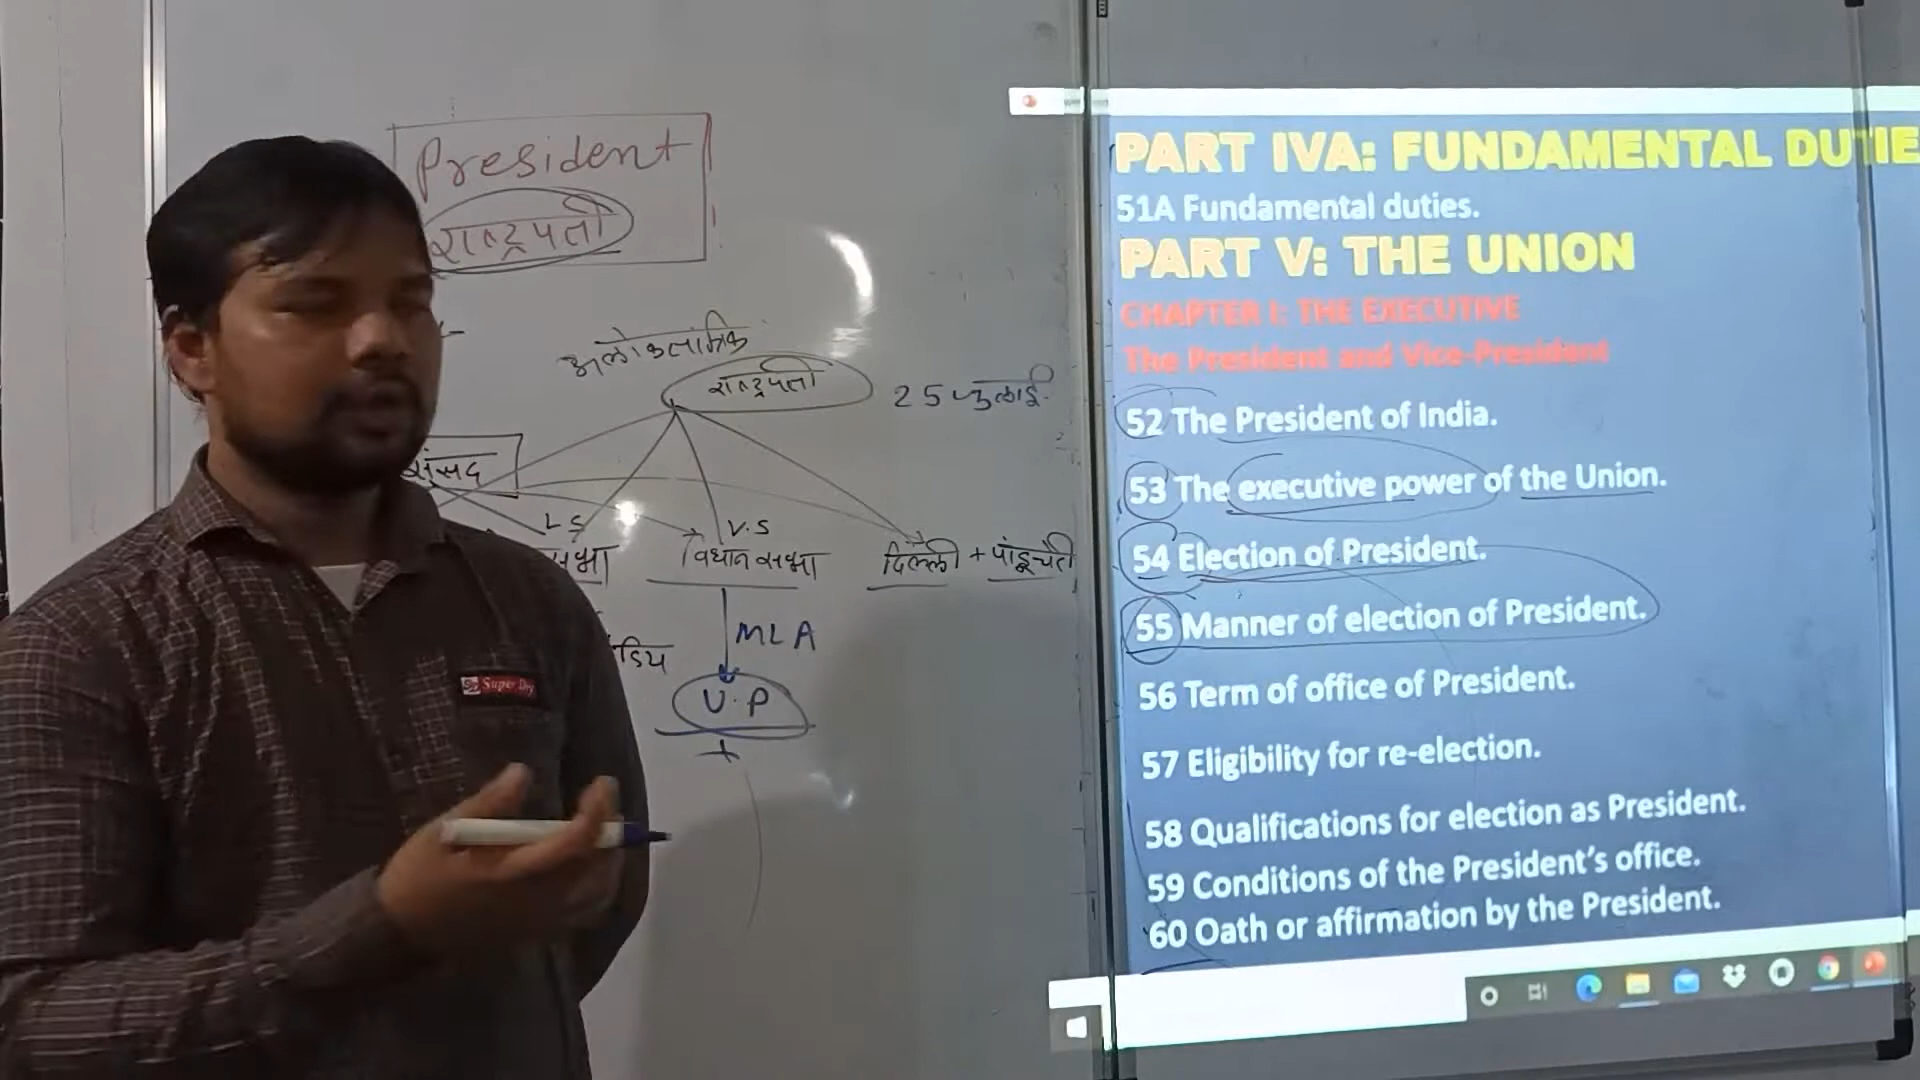 President
राष्ट्रपती
अलोकतांत्रिक
राष्ट्रपती
25 जुलाई
संसद
L S
V.S
सभा
विधान सभा
दिल्ली + पांडूचेती
MLA
डिय
U.P
+
Super Dry
PART IVA: FUNDAMENTAL DUTIE
51A Fundamental duties.
PART V: THE UNION
CHAPTER I: THE EXECUTIVE
The President and Vice-President
52 The President of India.
53 The executive power of the Union.
54 Election of President.
55 Manner of election of President.
56 Term of office of President.
57 Eligibility for re-election.
58 Qualifications for election as President.
59 Conditions of the President's office.
60 Oath or affirmation by the President.